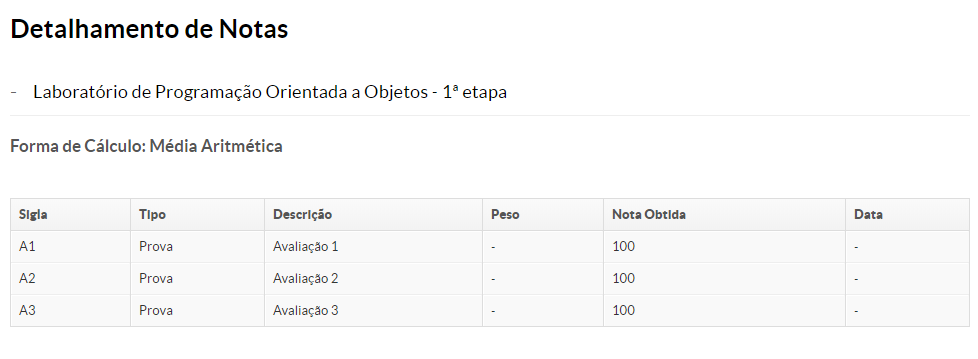 Detalhamento de Notas
- Laboratório de Programação Orientada a Objetos - 1ª etapa
Forma de Cálculo: Média Aritmética
Sigla Tipo Descrição Peso Nota Obtida Data
A1 Prova Avaliação 1 - 100 -
A2 Prova Avaliação 2 - 100 -
A3 Prova Avaliação 3 - 100 -